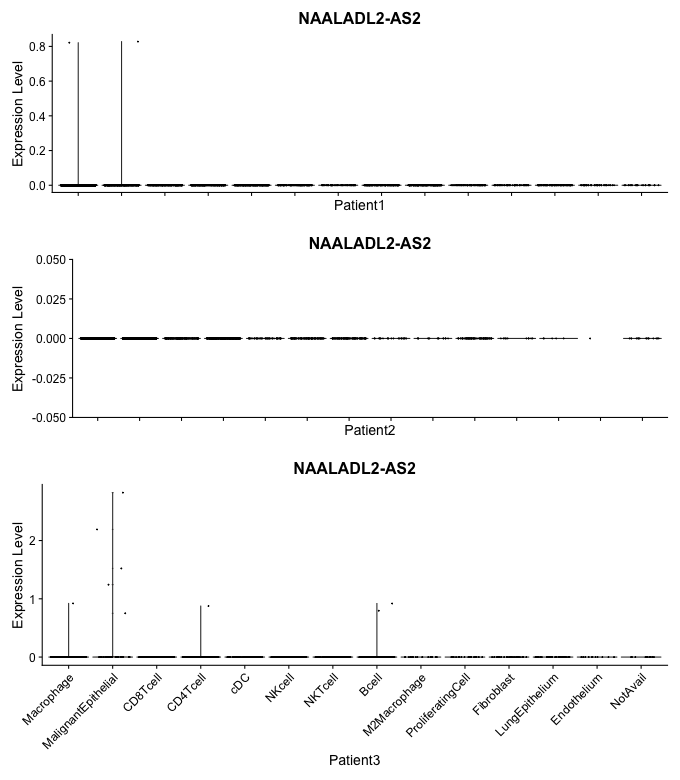 NAALADL2-AS2
Expression Level
0.8
0.6
0.4
0.2
0.0
Patient1
NAALADL2-AS2
Expression Level
0.050
0.025
0.000
-0.025
-0.050
Patient2
NAALADL2-AS2
Expression Level
2
1
0
Macrophage
MalignantEpithelial
CD8Tcell
CD4Tcell
cDC
NKcell
NKTcell
Bcell
M2Macrophage
ProliferatingCell
Fibroblast
LungEpithelium
Endothelium
NotAvail
Patient3